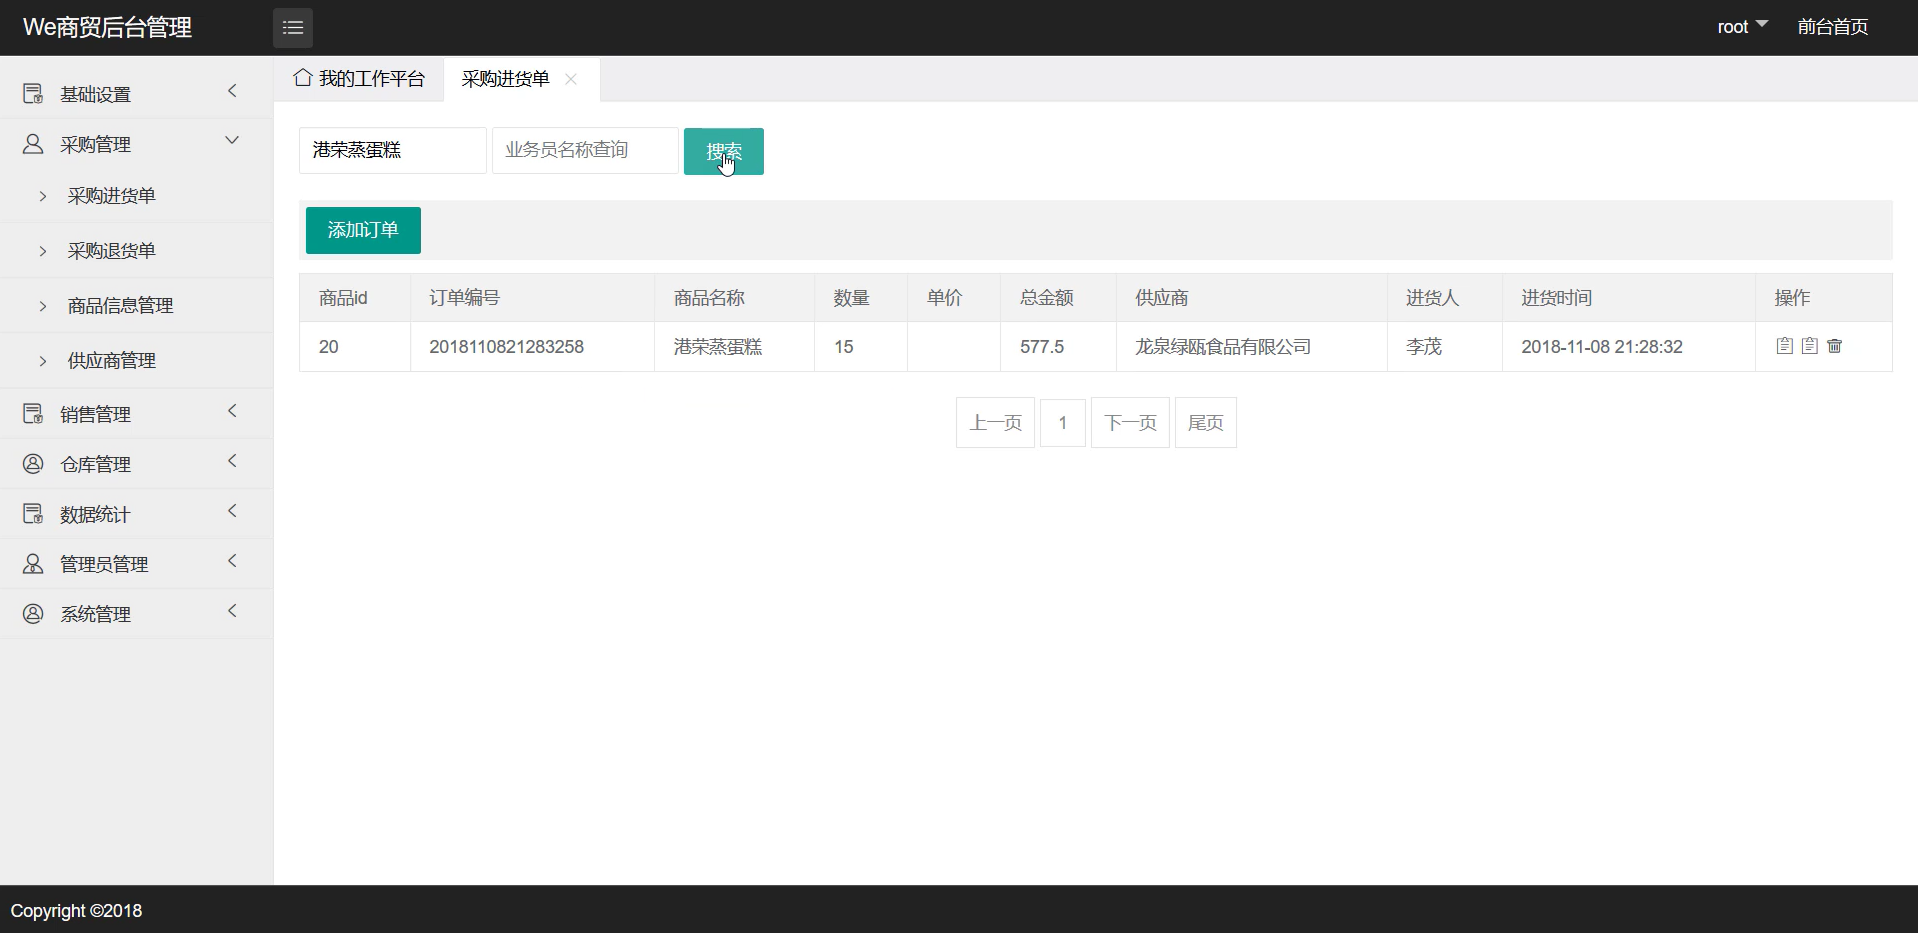 We商贸后台管理
root
前台首页
基础设置
采购管理
采购进货单
采购退货单
商品信息管理
供应商管理
销售管理
仓库管理
数据统计
管理员管理
系统管理
我的工作平台
采购进货单
港荣蒸蛋糕
业务员名称查询
搜索
添加订单
商品id 订单编号 商品名称 数量 单价 总金额 供应商 进货人 进货时间 操作
20 2018110821283258 港荣蒸蛋糕 15 577.5 龙泉绿瓯食品有限公司 李茂 2018-11-08 21:28:32
上一页 1 下一页 尾页
Copyright ©2018